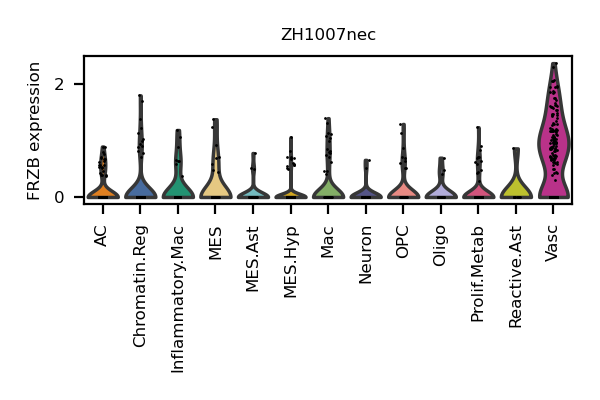 ZH1007nec
FRZB expression
2
0
AC
Chromatin.Reg
Inflammatory.Mac
MES
MES.Ast
MES.Hyp
Mac
Neuron
OPC
Oligo
Prolif.Metab
Reactive.Ast
Vasc